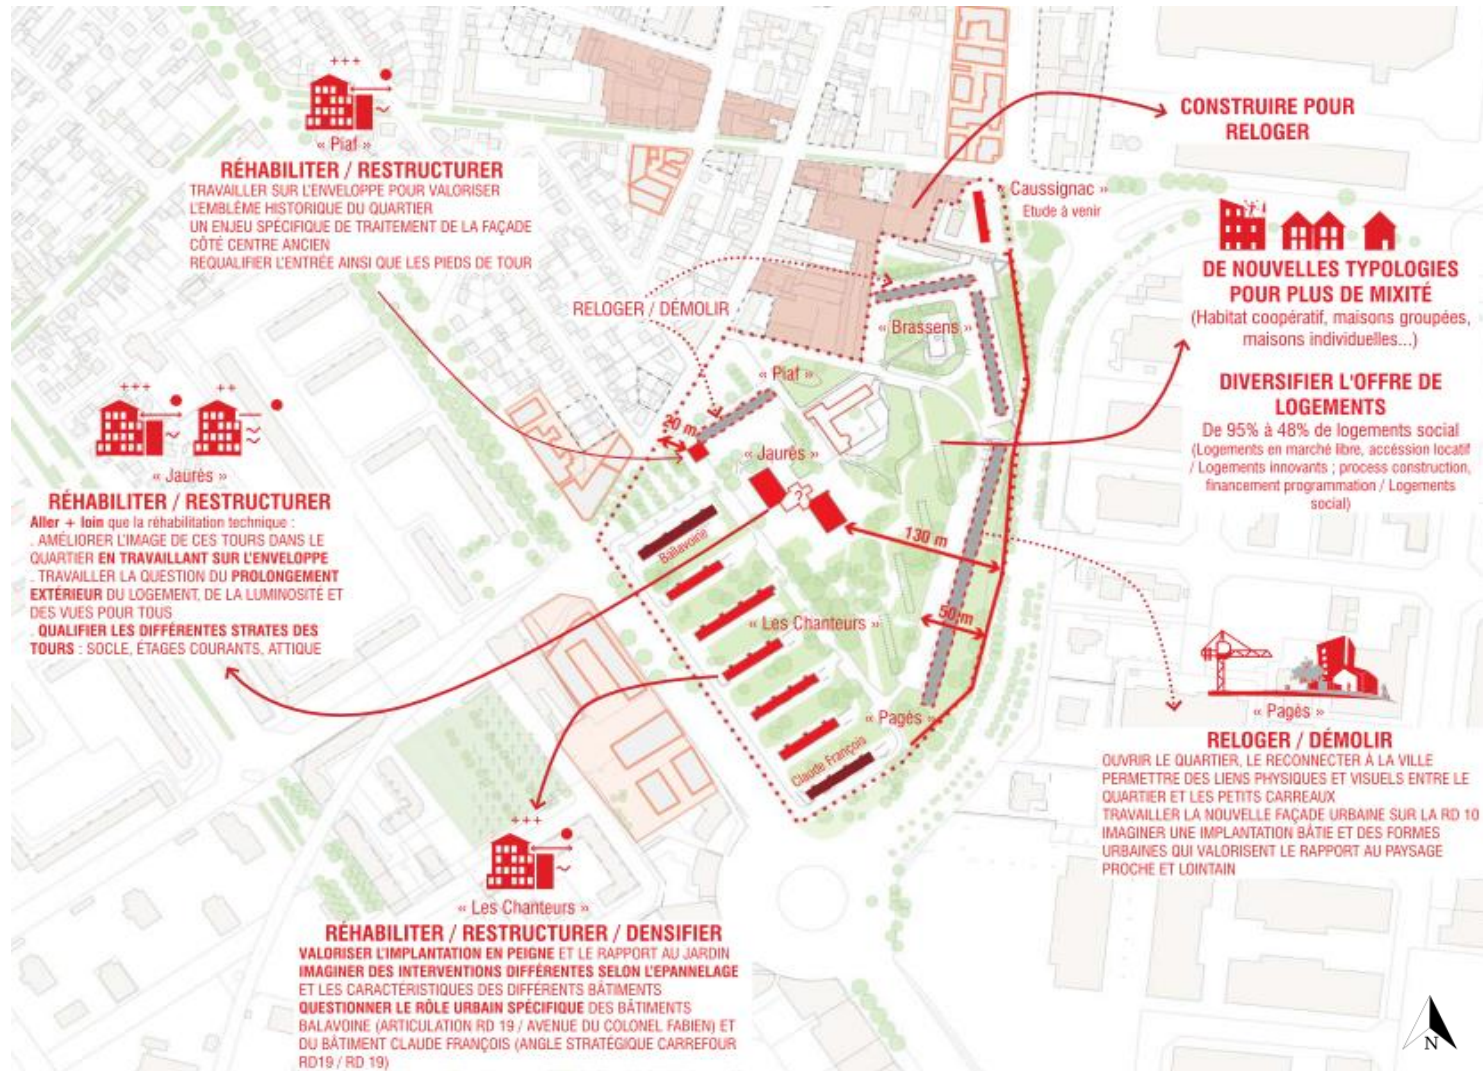 +++
« Piaf »
RÉHABILITER / RESTRUCTURER
TRAVAILLER SUR L'ENVELOPPE POUR VALORISER
L'EMBLÈME HISTORIQUE DU QUARTIER
UN ENJEU SPÉCIFIQUE DE TRAITEMENT DE LA FAÇADE
CÔTÉ CENTRE ANCIEN
REQUALIFIER L'ENTRÉE AINSI QUE LES PIEDS DE TOUR
CONSTRUIRE POUR
RELOGER
Caussignac »
Etude à venir
DE NOUVELLES TYPOLOGIES
POUR PLUS DE MIXITÉ
(Habitat coopératif, maisons groupées,
maisons individuelles...)
DIVERSIFIER L'OFFRE DE
LOGEMENTS
De 95% à 48% de logements social
(Logements en marché libre, accession locatif
/ Logements innovants ; process construction,
financement programmation / Logements
social)
RELOGER / DÉMOLIR
« Brassens »
« Piaf »
20 m
« Jaurès »
?
Ballavoine
130 m
50 m
« Les Chanteurs »
« Pagès »
Claude François
+++
++
« Jaurès »
RÉHABILITER / RESTRUCTURER
Aller + loin que la réhabilitation technique :
. AMÉLIORER L'IMAGE DE CES TOURS DANS LE
QUARTIER EN TRAVAILLANT SUR L'ENVELOPPE
. TRAVAILLER LA QUESTION DU PROLONGEMENT
EXTÉRIEUR DU LOGEMENT, DE LA LUMINOSITÉ ET
DES VUES POUR TOUS
. QUALIFIER LES DIFFÉRENTES STRATES DES
TOURS : SOCLE, ÉTAGES COURANTS, ATTIQUE
« Pagès »
RELOGER / DÉMOLIR
OUVRIR LE QUARTIER, LE RECONNECTER À LA VILLE
PERMETTRE DES LIENS PHYSIQUES ET VISUELS ENTRE LE
QUARTIER ET LES PETITS CARREAUX
TRAVAILLER LA NOUVELLE FAÇADE URBAINE SUR LA RD 10
IMAGINER UNE IMPLANTATION BÂTIE ET DES FORMES
URBAINES QUI VALORISENT LE RAPPORT AU PAYSAGE
PROCHE ET LOINTAIN
+++
« Les Chanteurs »
RÉHABILITER / RESTRUCTURER / DENSIFIER
VALORISER L'IMPLANTATION EN PEIGNE ET LE RAPPORT AU JARDIN
IMAGINER DES INTERVENTIONS DIFFÉRENTES SELON L'EPANNELAGE
ET LES CARACTÉRISTIQUES DES DIFFÉRENTS BÂTIMENTS
QUESTIONNER LE RÔLE URBAIN SPÉCIFIQUE DES BÂTIMENTS
BALAVOINE (ARTICULATION RD 19 / AVENUE DU COLONEL FABIEN) ET
DU BÂTIMENT CLAUDE FRANÇOIS (ANGLE STRATÉGIQUE CARREFOUR
RD19 / RD 19)
N